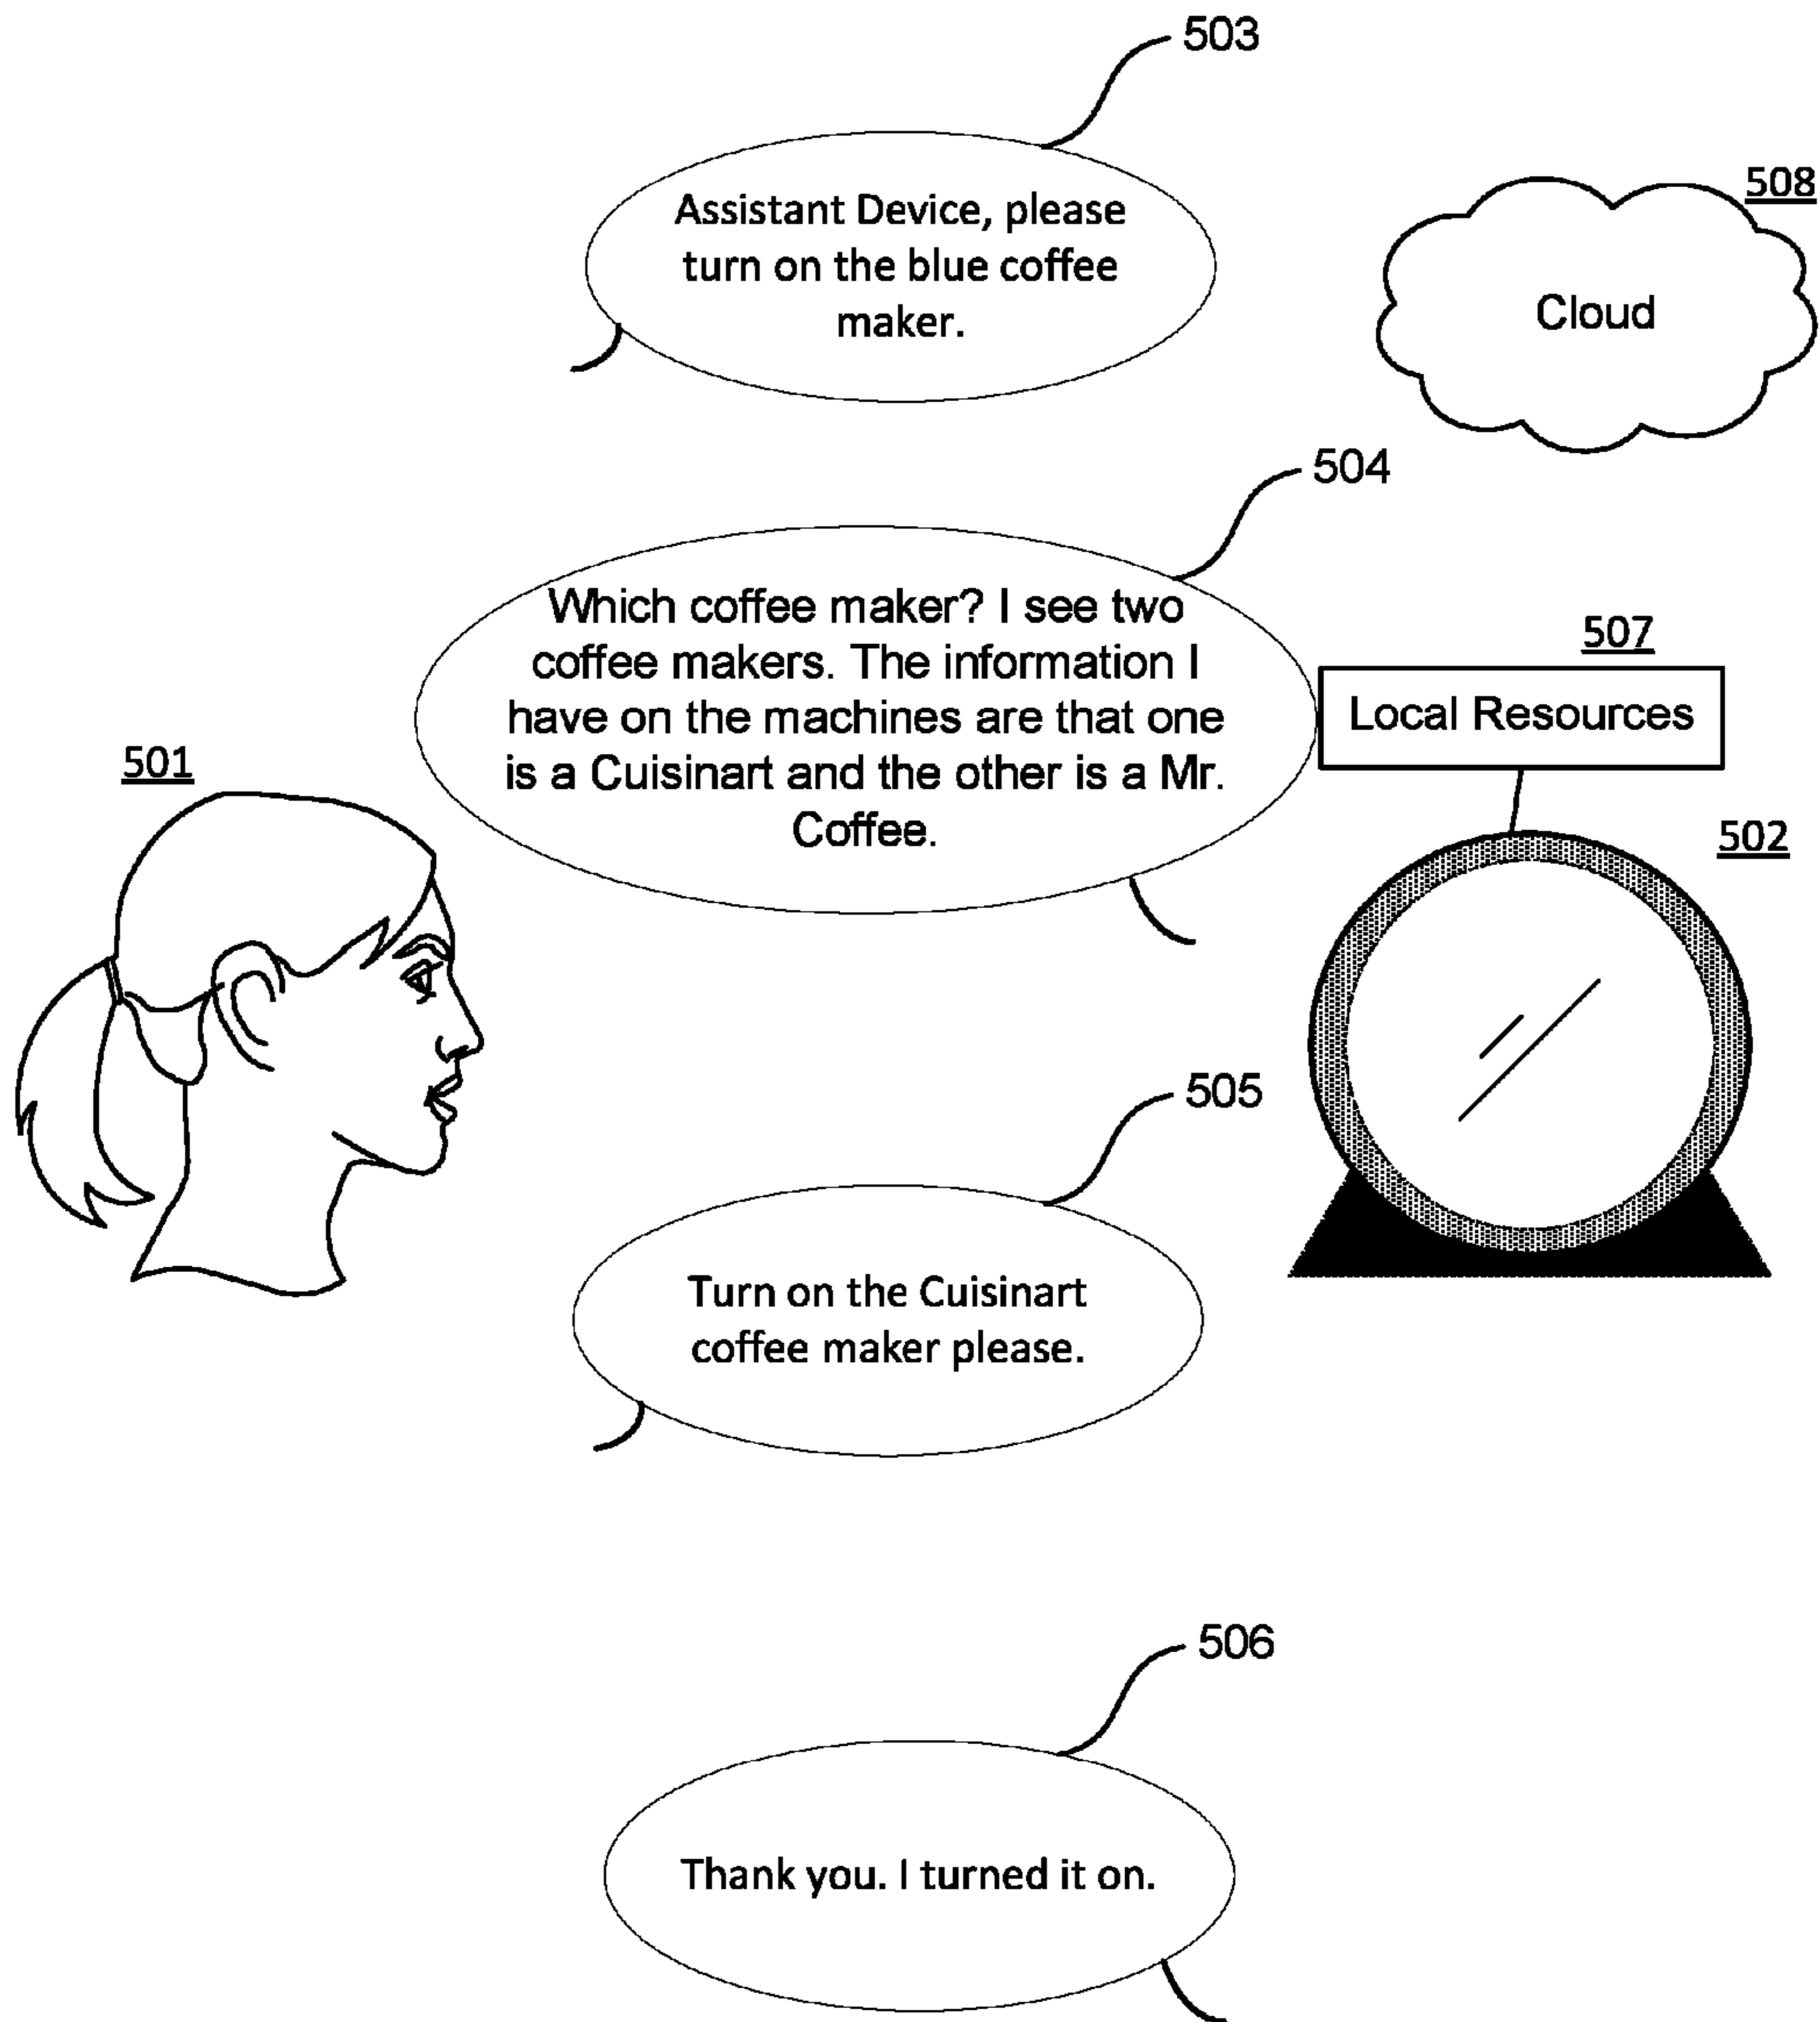 503
Assistant Device, please
turn on the blue coffee
maker.
508
Cloud
504
Which coffee maker? I see two
coffee makers. The information I
have on the machines are that one
is a Cuisinart and the other is a Mr.
Coffee.
507
Local Resources
501
502
505
Turn on the Cuisinart
coffee maker please.
506
Thank you. I turned it on.